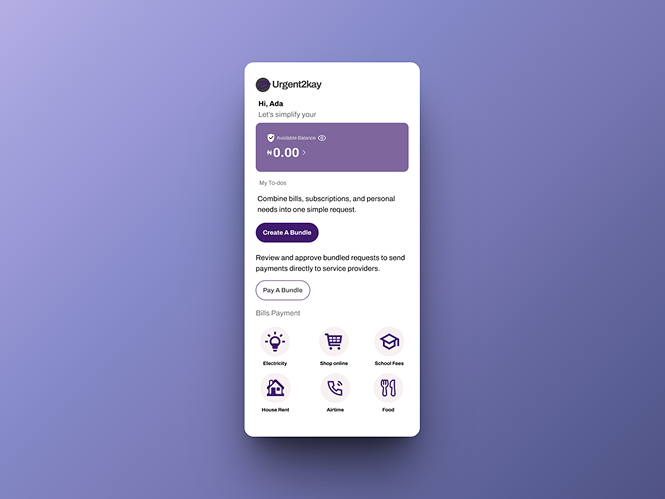 Urgent2kay
Hi, Ada
Let's simplify your
Available Balance
₦0.00 >
My To-dos
Combine bills, subscriptions, and personal
needs into one simple request.
Create A Bundle
Review and approve bundled requests to send
payments directly to service providers.
Pay A Bundle
Bills Payment
Electricity Shop online School Fees
House Rent Airtime Food